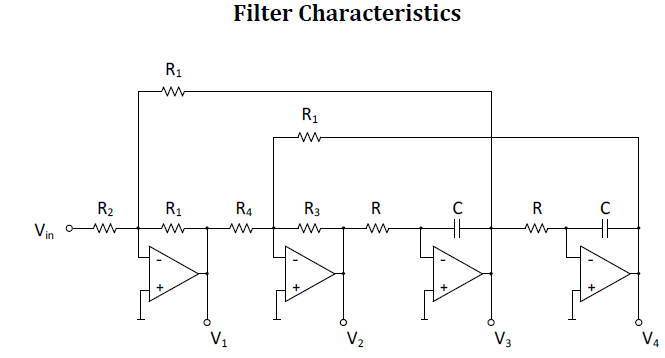 Filter Characteristics
R1
R1
R2 R1 R4 R3 R C R C
Vin
- - - -
+ + + +
V1 V2 V3 V4